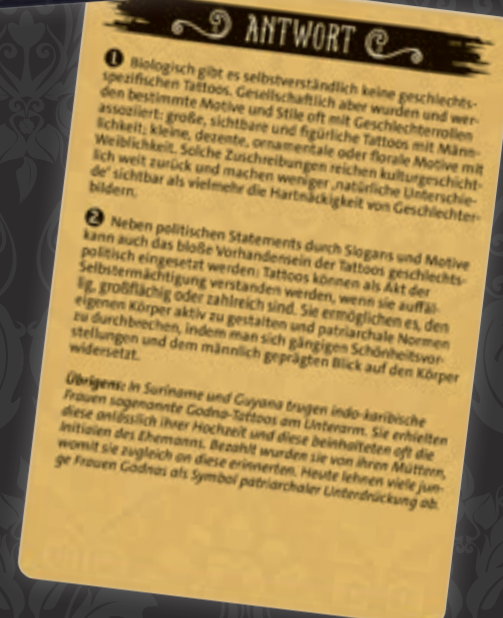 ANTWORT
1 Biologisch gibt es selbstverständlich keine geschlechts-
spezifischen Tattoos. Gesellschaftlich aber wurden und wer-
den bestimmte Motive und Stile oft mit Geschlechterrollen
assoziiert: große, sichtbare und figürliche Tattoos mit Männ-
lichkeit; kleine, dezente, ornamentale oder florale Motive mit
Weiblichkeit. Solche Zuschreibungen reichen kulturgeschicht-
lich weit zurück und machen weniger ‚natürliche Unterschie-
de‘ sichtbar als vielmehr die Hartnäckigkeit von Geschlechter-
bildern.
2 Neben politischen Statements durch Slogans und Motive
kann auch das bloße Vorhandensein der Tattoos geschlechts-
politisch eingesetzt werden: Tattoos können als Akt der
Selbstermächtigung verstanden werden, wenn sie auffäl-
lig, großflächig oder zahlreich sind. Sie ermöglichen es, den
eigenen Körper aktiv zu gestalten und patriarchale Normen
zu durchbrechen, indem man sich gängigen Schönheitsvor-
stellungen und dem männlich geprägten Blick auf den Körper
widersetzt.
Übrigens: In Suriname und Guyana trugen indo-karibische
Frauen sogenannte Godna-Tattoos am Unterarm. Sie erhielten
diese anlässlich ihrer Hochzeit und diese beinhalteten oft die
Initialen des Ehemanns. Bezahlt wurden sie von ihren Müttern,
womit sie zugleich an diese erinnerten. Heute lehnen viele jun-
ge Frauen Godnas als Symbol patriarchaler Unterdrückung ab.